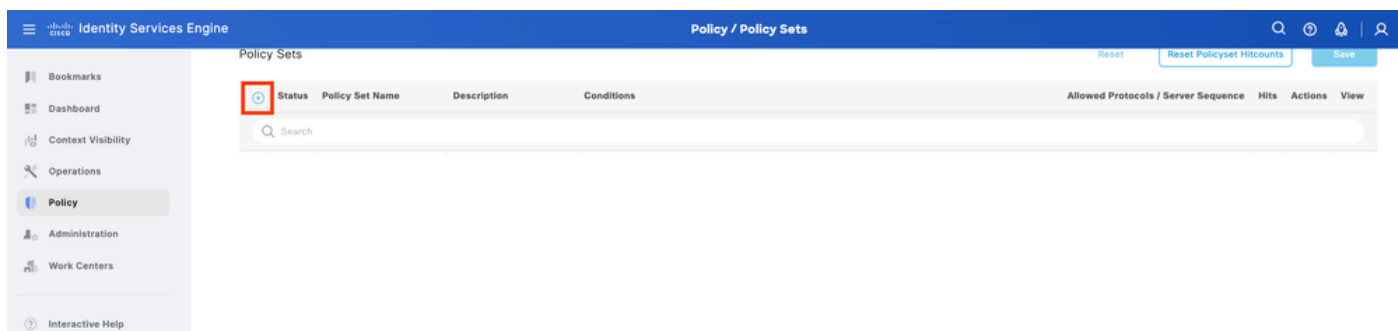 cisco Identity Services Engine
Policy / Policy Sets
Policy Sets
Reset
Reset Policyset Hitcounts
Save
Bookmarks
Dashboard
Context Visibility
Operations
Policy
Administration
Work Centers
Interactive Help
Status Policy Set Name Description Conditions Allowed Protocols / Server Sequence Hits Actions View
Search